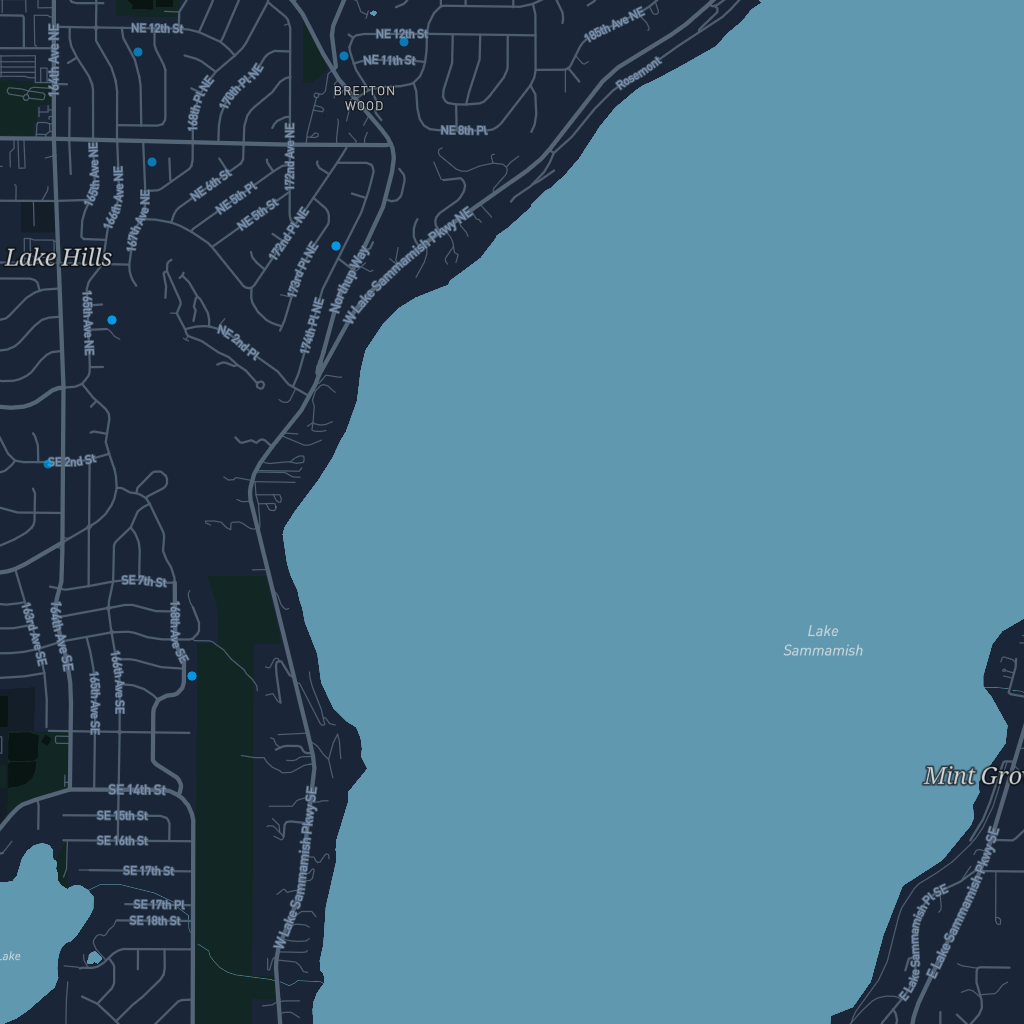 NE 12th St
NE 12th St
185th Ave NE
164th Ave NE
NE 11th St
Rosemont
170th Pl NE
168th Pl NE
BRETTON
WOOD
NE 8th Pl
172nd Ave NE
165th Ave NE
166th Ave NE
167th Ave NE
NE 6th St
NE 5th Pl
NE 5th St
172nd Pl NE
173rd Pl NE
W Lake Sammamish Pkwy NE
Northup Way
Lake Hills
165th Ave NE
174th Pl NE
NE 2nd Pl
SE 2nd St
SE 7th St
163rd Ave SE
164th Ave SE
168th Ave SE
Lake
Sammamish
165th Ave SE
166th Ave SE
Mint Gro
SE 14th St
SE 15th St
SE 16th St
SE 17th St
SE 17th Pl
SE 18th St
W Lake Sammamish Pkwy SE
E Lake Sammamish Pl SE
E Lake Sammamish Pkwy SE
Lake